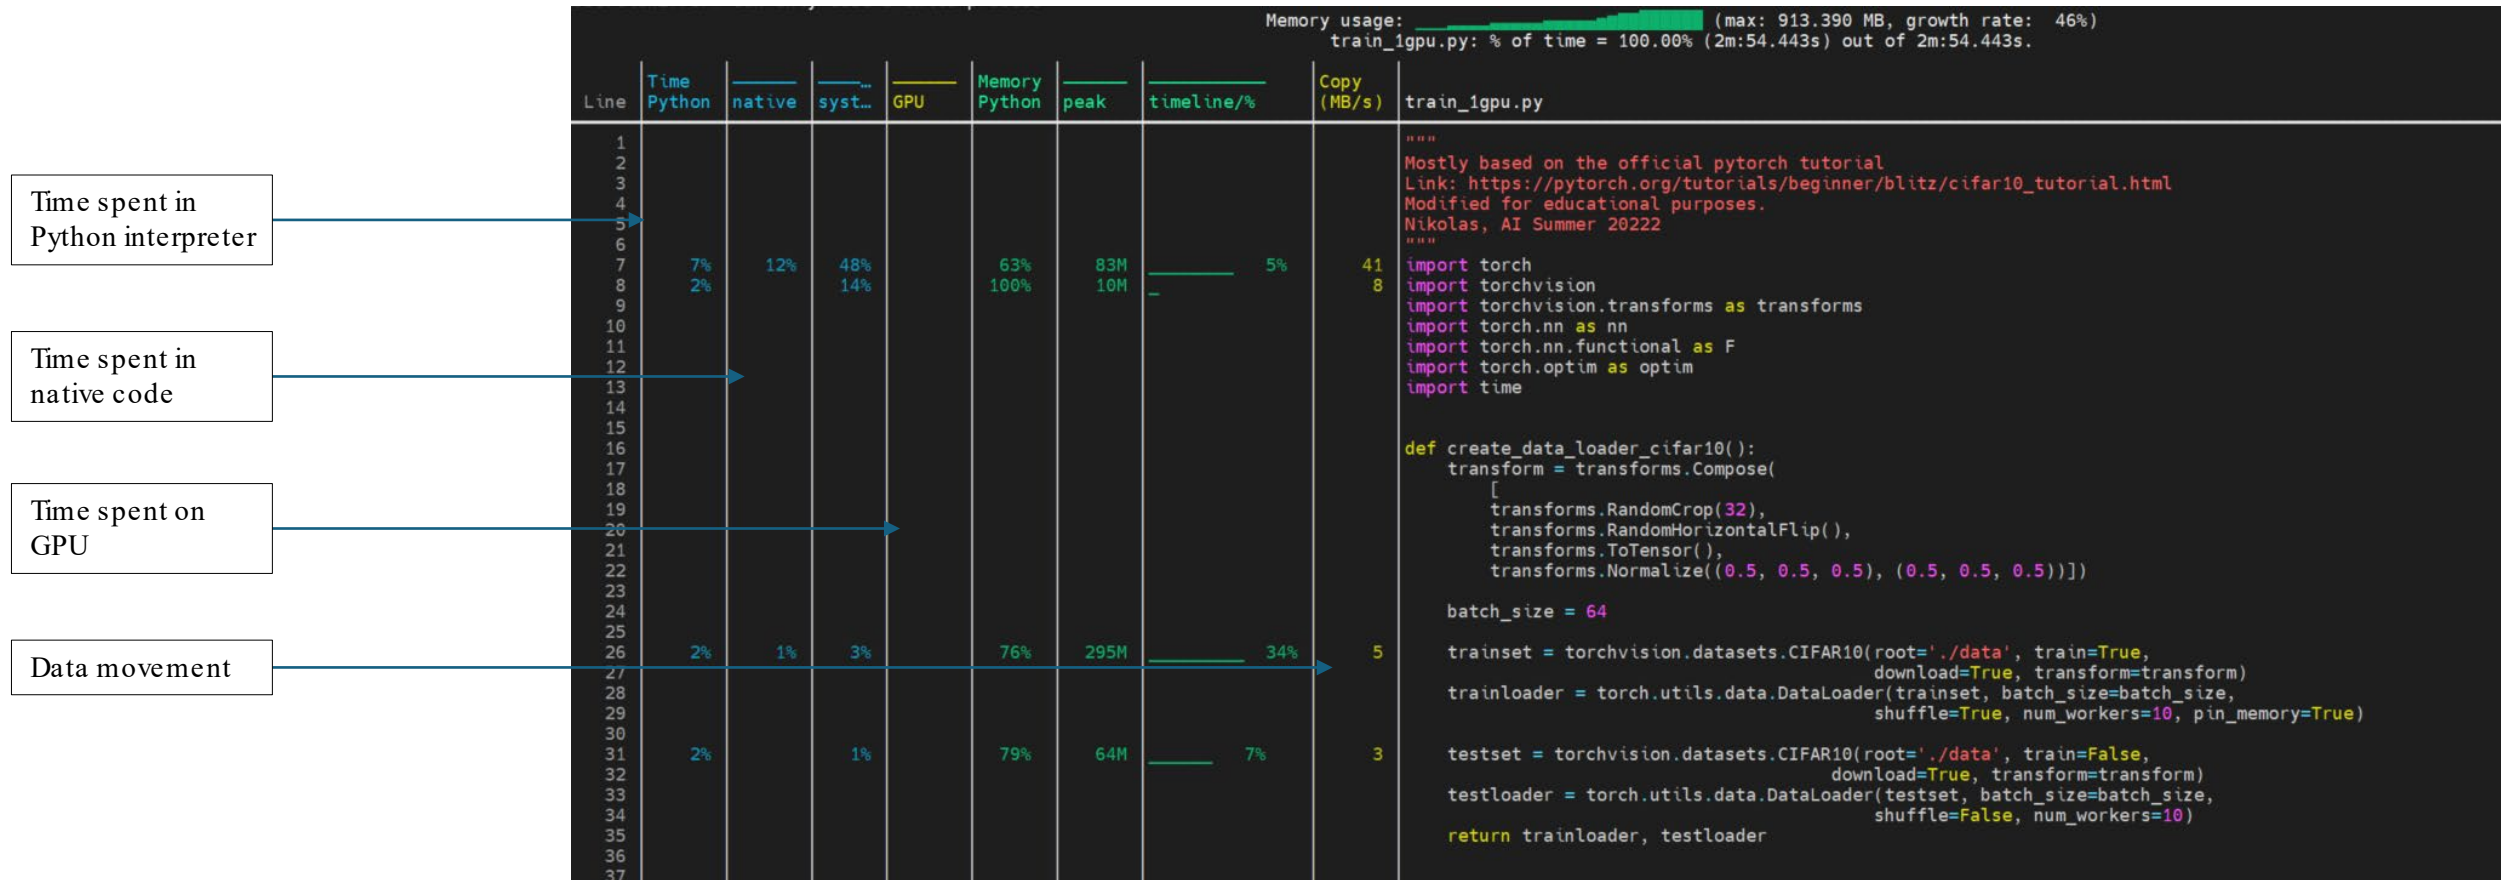 Memory usage: (max: 913.390 MB, growth rate: 46%)
train_1gpu.py: % of time = 100.00% (2m:54.443s) out of 2m:54.443s.
Time Memory Copy
Line Python native syst… GPU Python peak timeline/% (MB/s) train_1gpu.py
1 """
2 Mostly based on the official pytorch tutorial
3 Link: https://pytorch.org/tutorials/beginner/blitz/cifar10_tutorial.html
4 Modified for educational purposes.
5 Nikolas, AI Summer 20222
6 """
7 7% 12% 48% 63% 83M 5% 41 import torch
8 2% 14% 100% 10M 8 import torchvision
9 import torchvision.transforms as transforms
10 import torch.nn as nn
11 import torch.nn.functional as F
12 import torch.optim as optim
13 import time
14
15
16 def create_data_loader_cifar10():
17 transform = transforms.Compose(
18 [
19 transforms.RandomCrop(32),
20 transforms.RandomHorizontalFlip(),
21 transforms.ToTensor(),
22 transforms.Normalize((0.5, 0.5, 0.5), (0.5, 0.5, 0.5))])
23
24 batch_size = 64
25
26 2% 1% 3% 76% 295M 34% 5 trainset = torchvision.datasets.CIFAR10(root='./data', train=True,
27 download=True, transform=transform)
28 trainloader = torch.utils.data.DataLoader(trainset, batch_size=batch_size,
29 shuffle=True, num_workers=10, pin_memory=True)
30
31 2% 1% 79% 64M 7% 3 testset = torchvision.datasets.CIFAR10(root='./data', train=False,
32 download=True, transform=transform)
33 testloader = torch.utils.data.DataLoader(testset, batch_size=batch_size,
34 shuffle=False, num_workers=10)
35 return trainloader, testloader
36
37
Time spent in
Python interpreter
Time spent in
native code
Time spent on
GPU
Data movement